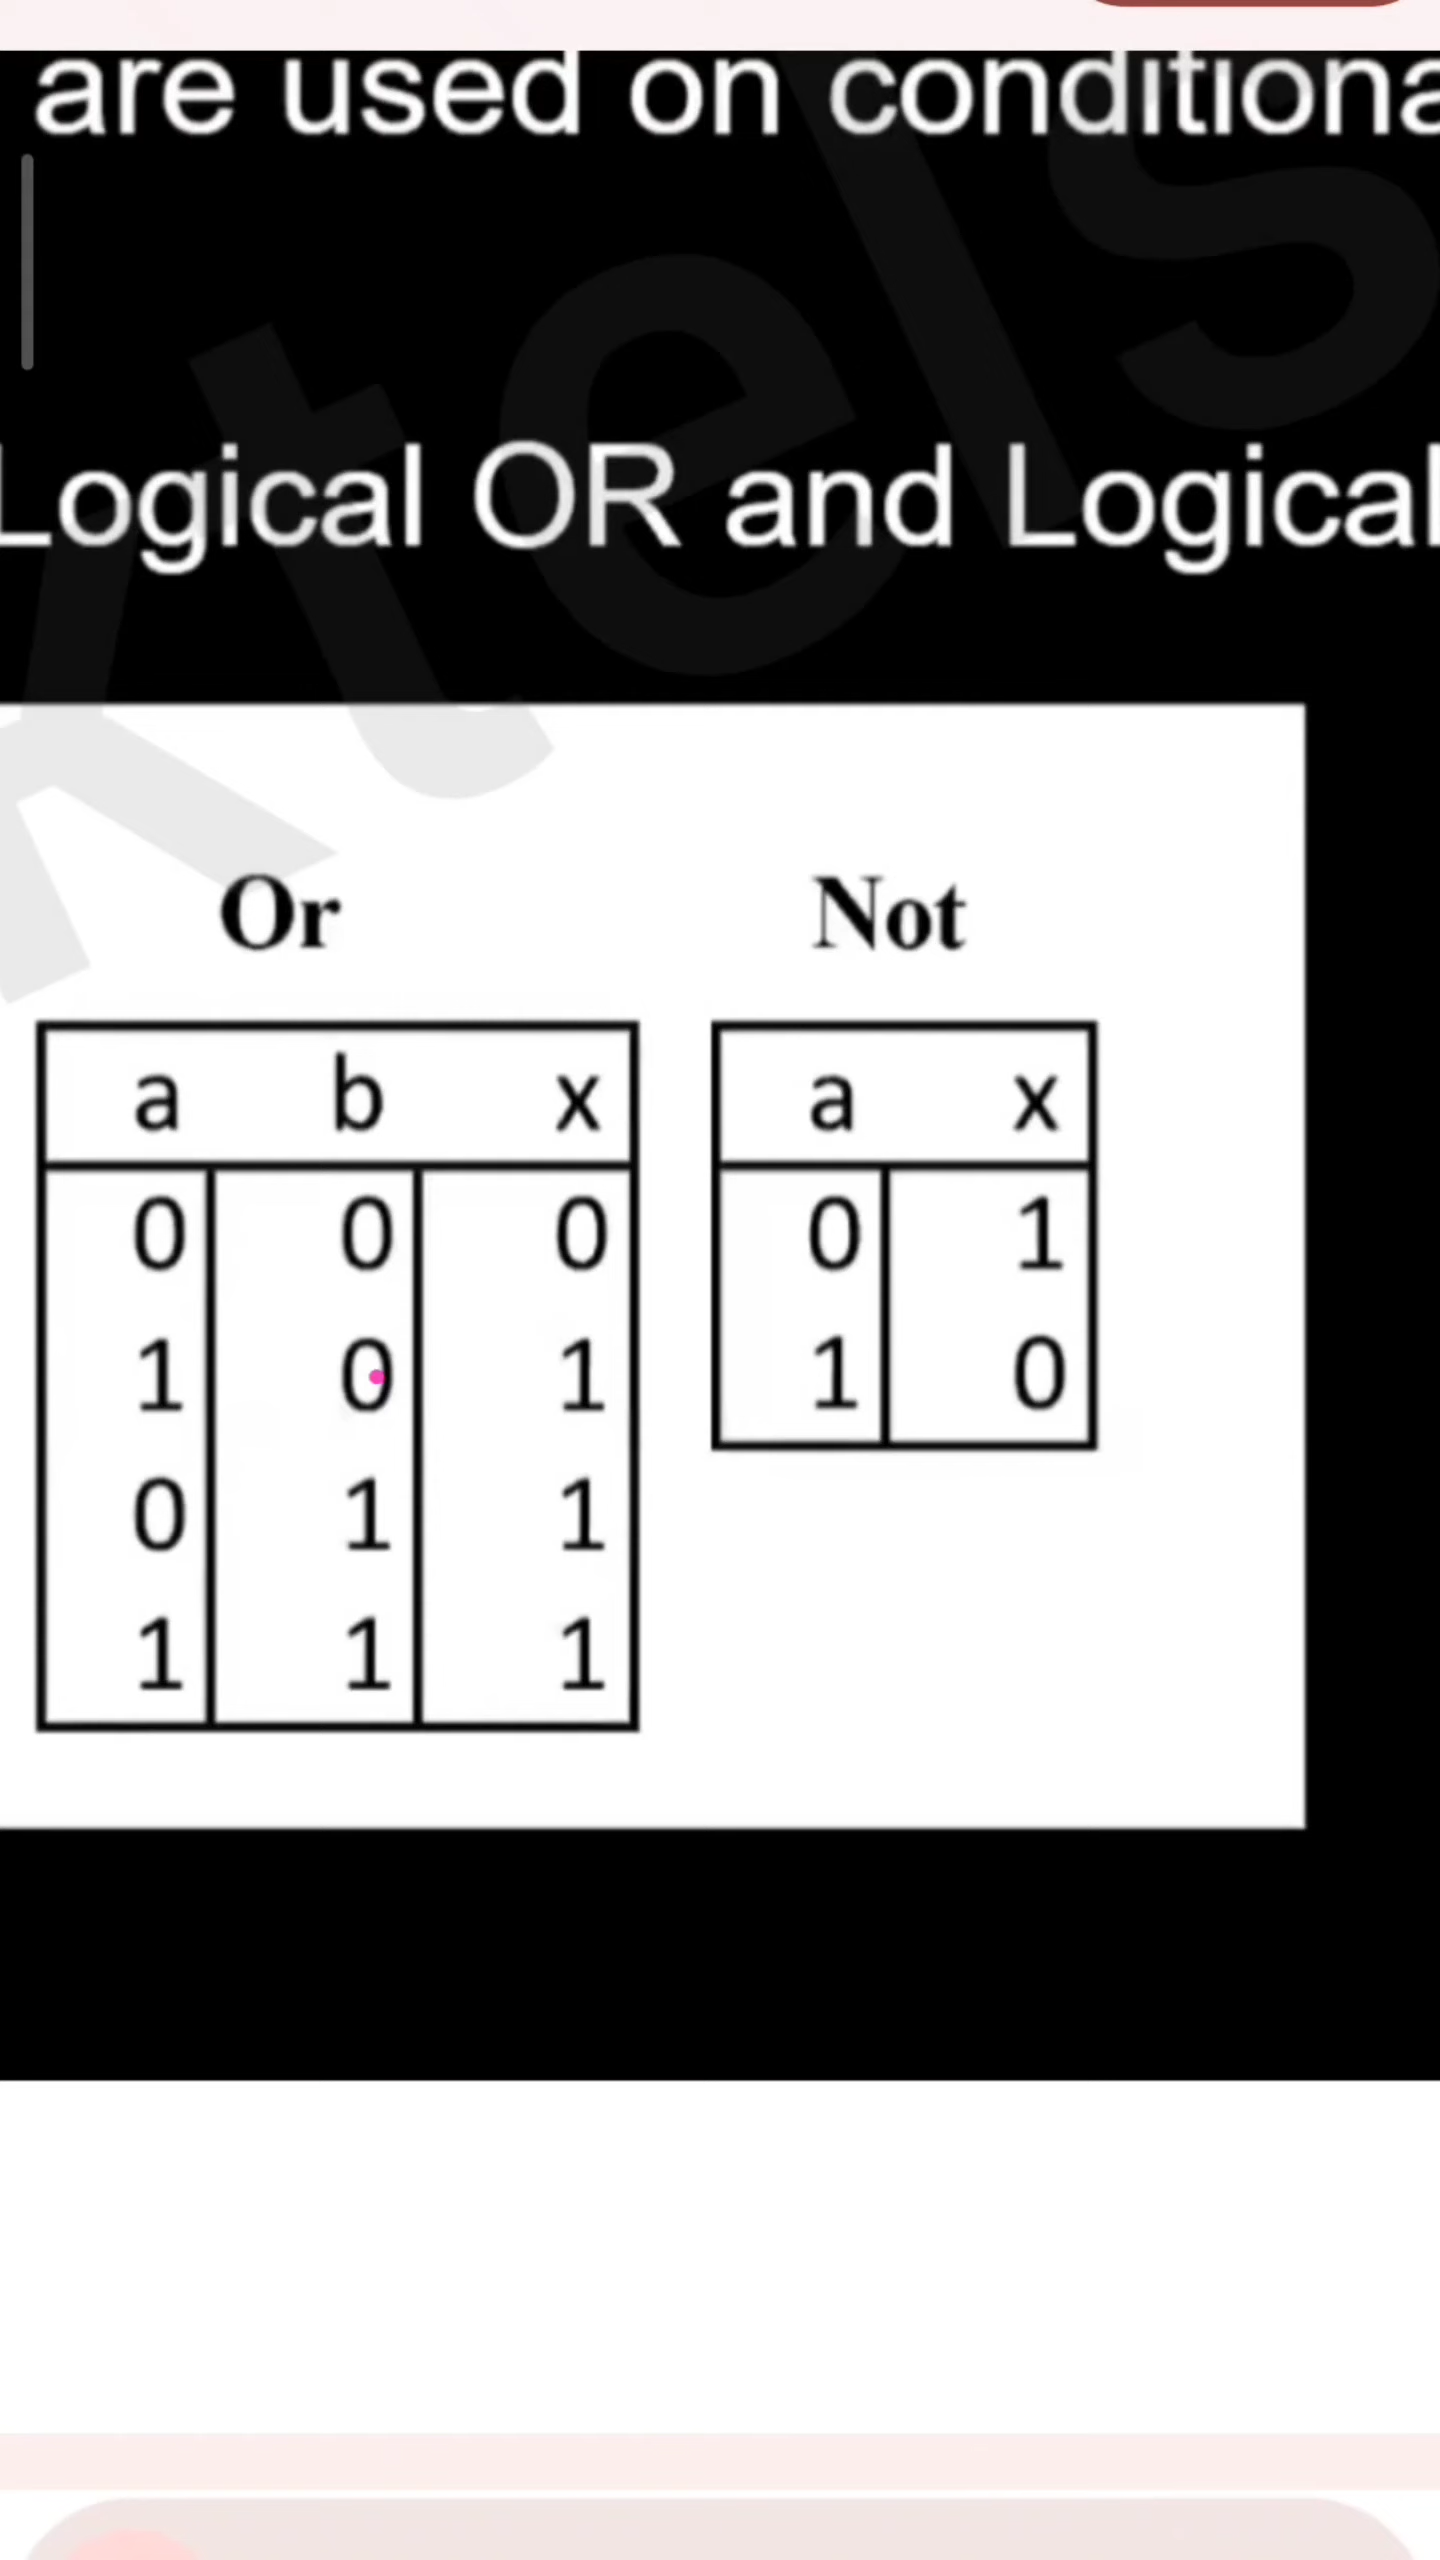 are used on conditiona
Logical OR and Logical
Or Not
a b x a x
0 0 0 0 1
1 0 1 1 0
0 1 1
1 1 1